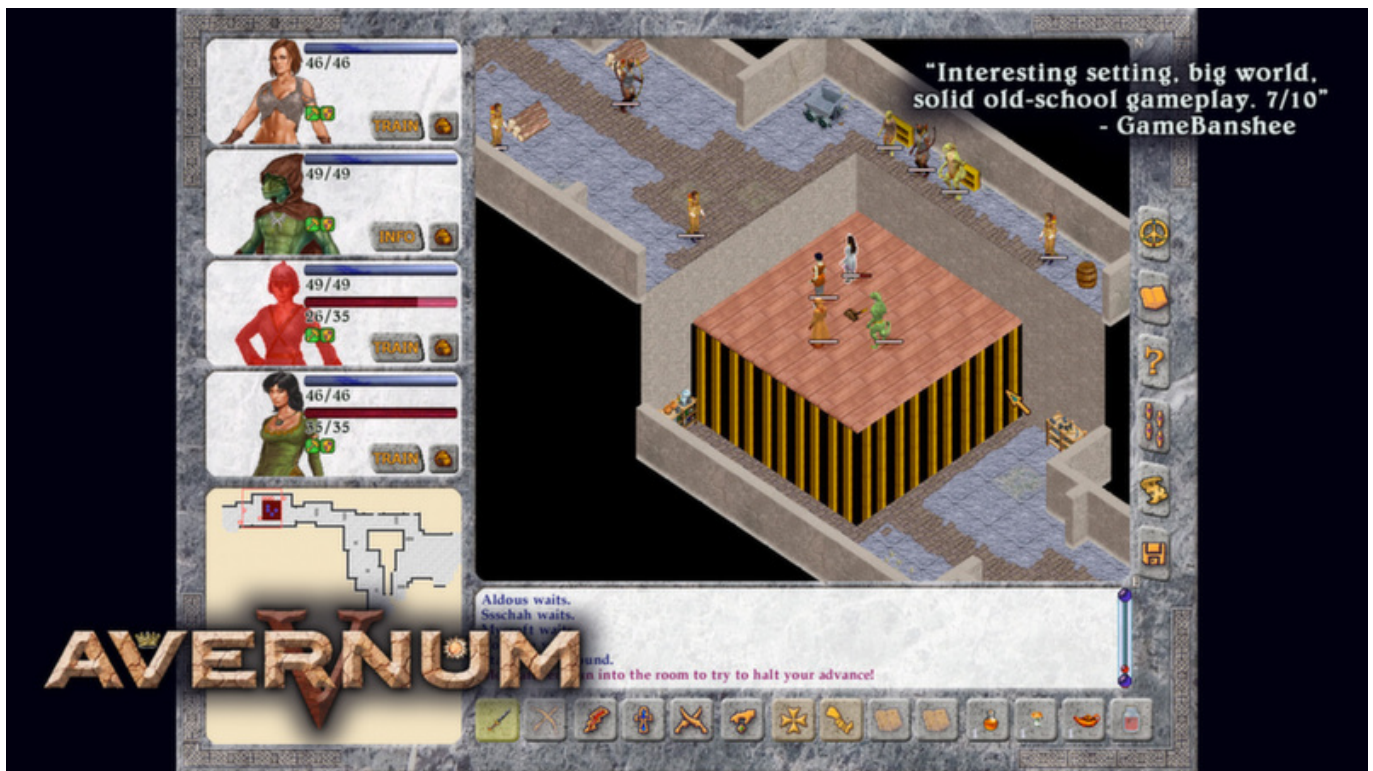 46/46
TRAIN
49/49
INFO
49/49
26/35
TRAIN
46/46
35/35
TRAIN
"Interesting setting, big world,
solid old-school gameplay. 7/10"
- GameBanshee
Aldous waits.
Ssschah waits.
into the room to try to halt your advance!
AVERNUM
V